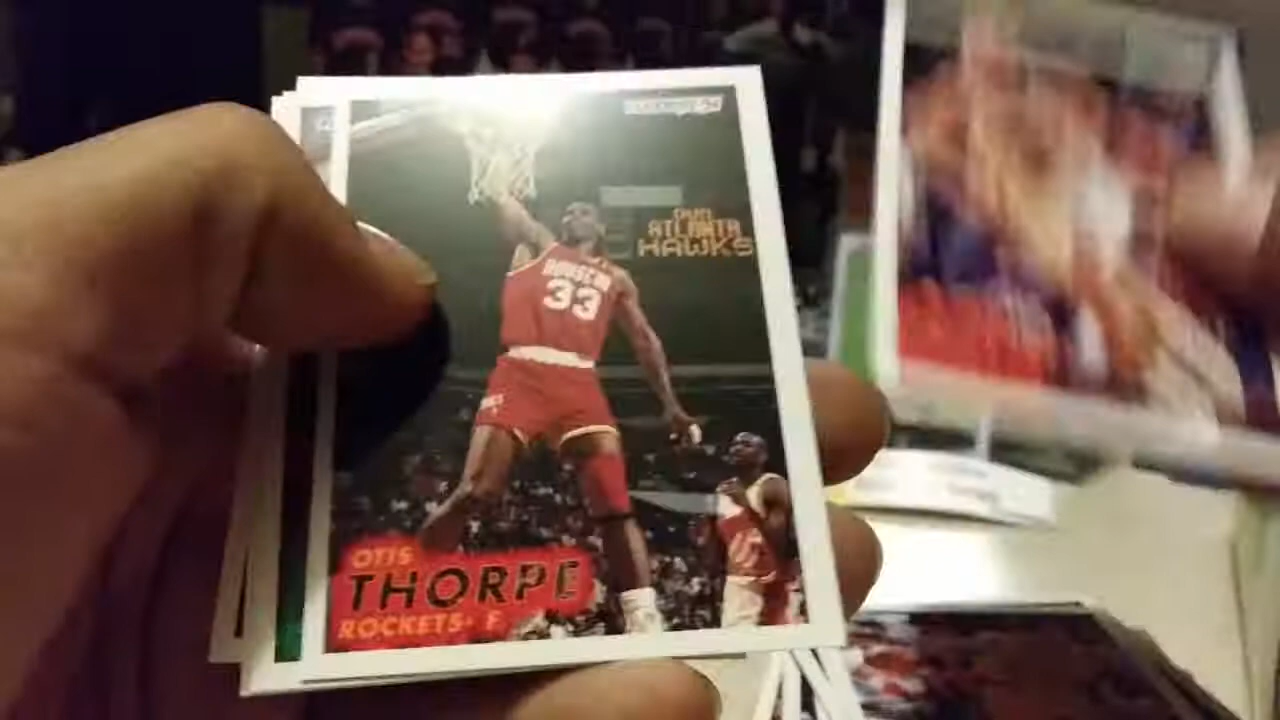 ATLANTA
HAWKS
HOUSTON
33
OTIS
THORPE
ROCKETS• F